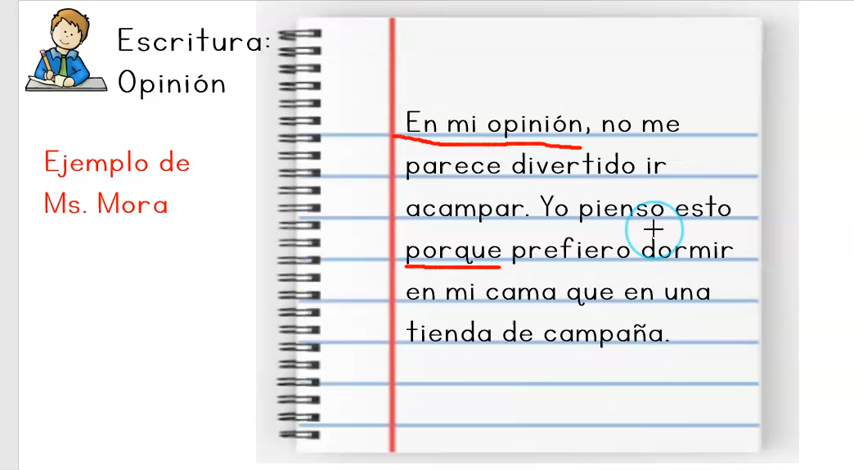 Escritura:
Opinión
Ejemplo de
Ms. Mora
En mi opinión, no me
parece divertido ir
acampar. Yo pienso esto
porque prefiero dormir
en mi cama que en una
tienda de campaña.